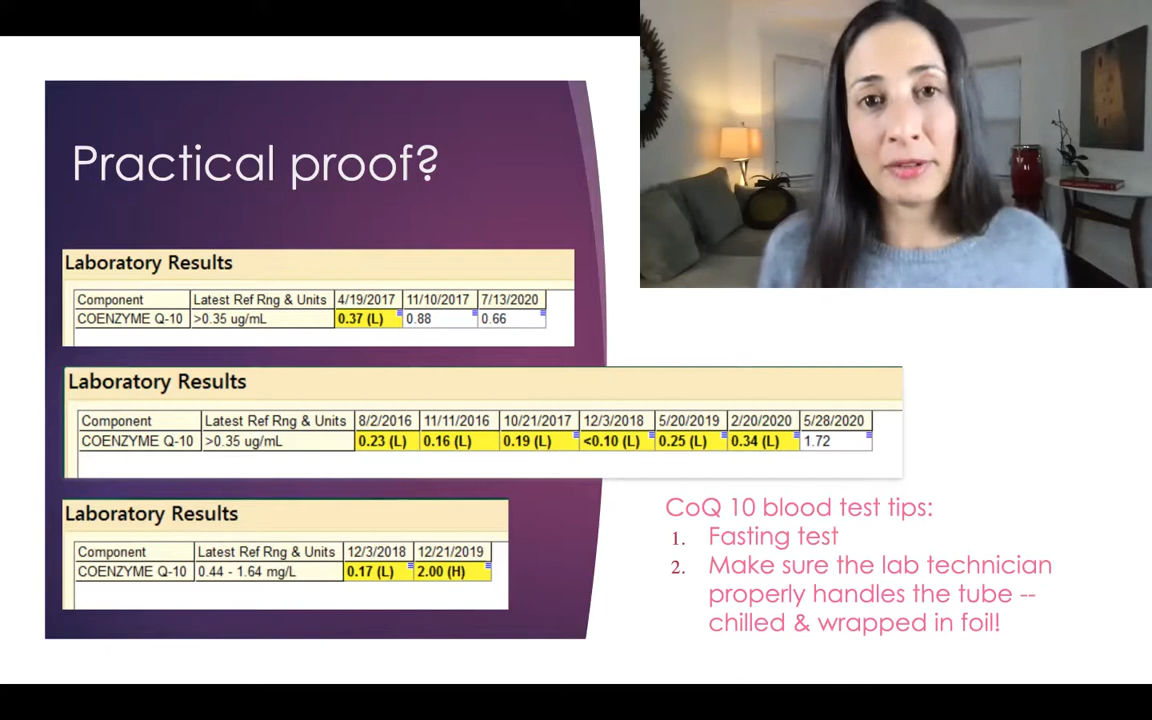 Practical proof?
Laboratory Results
Component Latest Ref Rng & Units 4/19/2017 11/10/2017 7/13/2020
COENZYME Q-10 >0.35 ug/mL 0.37 (L) 0.88 0.66
Laboratory Results
Component Latest Ref Rng & Units 8/2/2016 11/11/2016 10/21/2017 12/3/2018 5/20/2019 2/20/2020 5/28/2020
COENZYME Q-10 >0.35 ug/mL 0.23 (L) 0.16 (L) 0.19 (L) <0.10 (L) 0.25 (L) 0.34 (L) 1.72
Laboratory Results
Component Latest Ref Rng & Units 12/3/2018 12/21/2019
COENZYME Q-10 0.44 - 1.64 mg/L 0.17 (L) 2.00 (H)
CoQ 10 blood test tips:
1. Fasting test
2. Make sure the lab technician
properly handles the tube --
chilled & wrapped in foil!